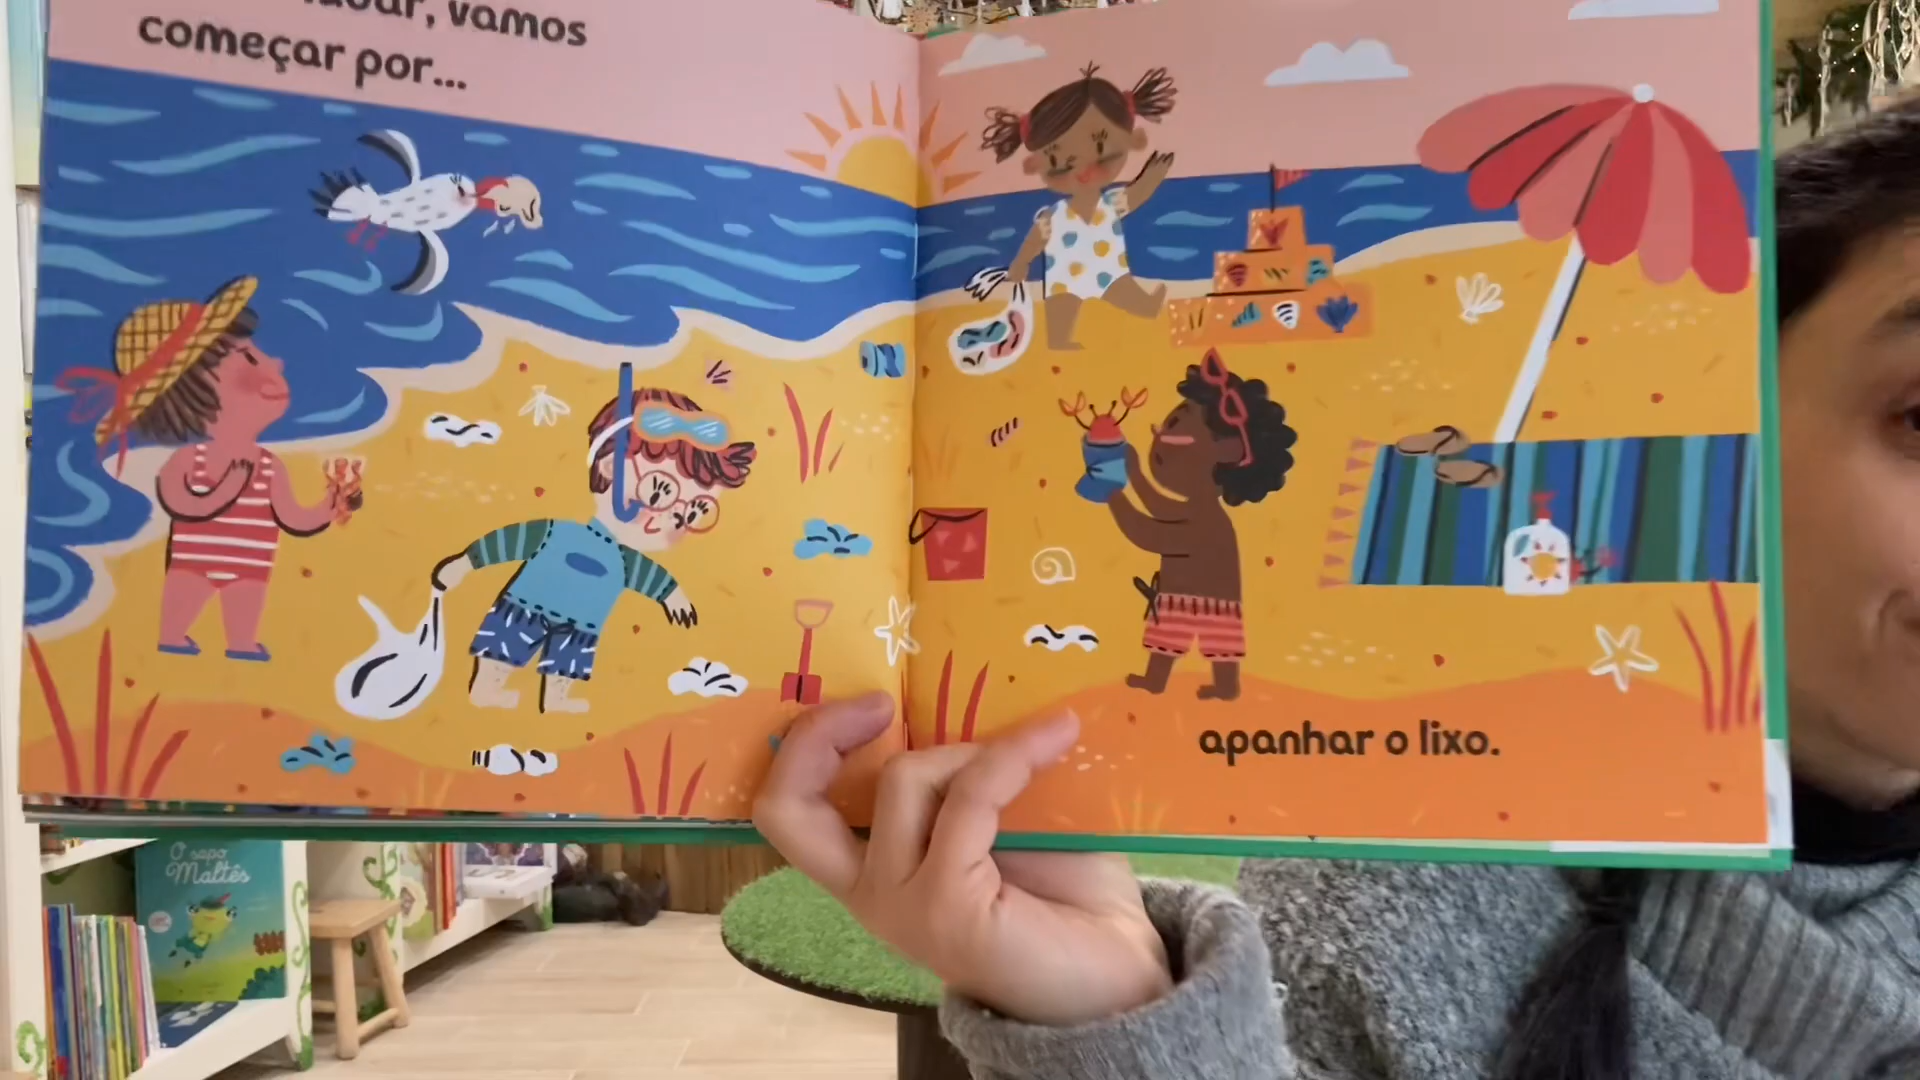 vamos
começar por...
apanhar o lixo.
O sapo
Maltês